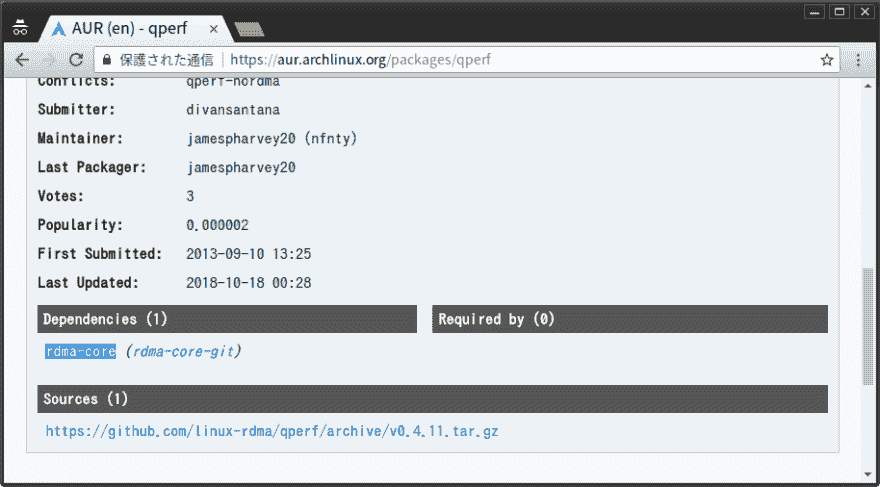 AUR (en) - qperf
保護された通信 https://aur.archlinux.org/packages/qperf
Conflicts: qperf-nordma
Submitter: divansantana
Maintainer: jamespharvey20 (nfnty)
Last Packager: jamespharvey20
Votes: 3
Popularity: 0.000002
First Submitted: 2013-09-10 13:25
Last Updated: 2018-10-18 00:28
Dependencies (1) Required by (0)
rdma-core (rdma-core-git)
Sources (1)
https://github.com/linux-rdma/qperf/archive/v0.4.11.tar.gz